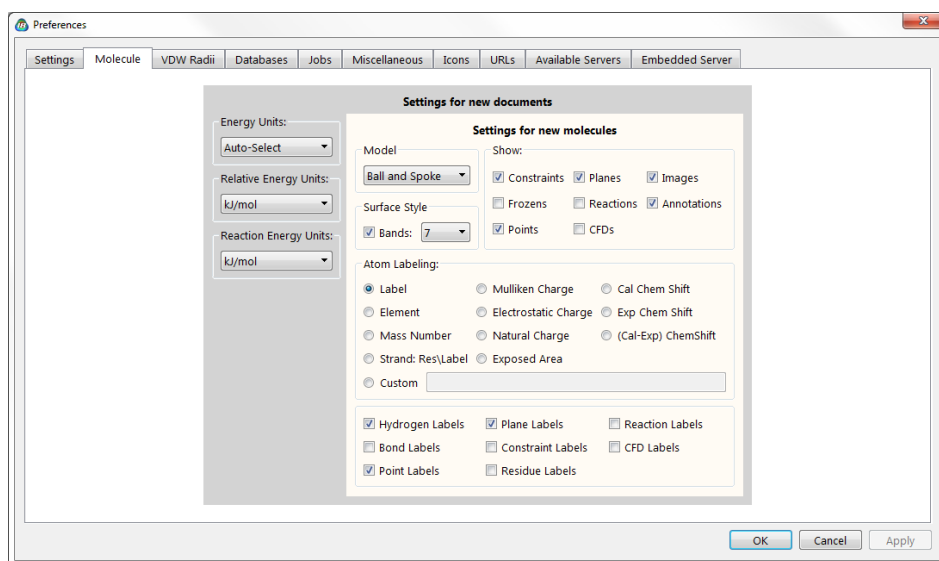 Preferences
Settings Molecule VDW Radii Databases Jobs Miscellaneous Icons URLs Available Servers Embedded Server
Settings for new documents
Energy Units:
Auto-Select
Relative Energy Units:
kJ/mol
Reaction Energy Units:
kJ/mol
Settings for new molecules
Model
Ball and Spoke
Surface Style
Bands: 7
Show:
Constraints Planes Images
Frozens Reactions Annotations
Points CFDs
Atom Labeling:
Label Mulliken Charge Cal Chem Shift
Element Electrostatic Charge Exp Chem Shift
Mass Number Natural Charge (Cal-Exp) ChemShift
Strand: Res\Label Exposed Area
Custom
Hydrogen Labels Plane Labels Reaction Labels
Bond Labels Constraint Labels CFD Labels
Point Labels Residue Labels
OK Cancel Apply